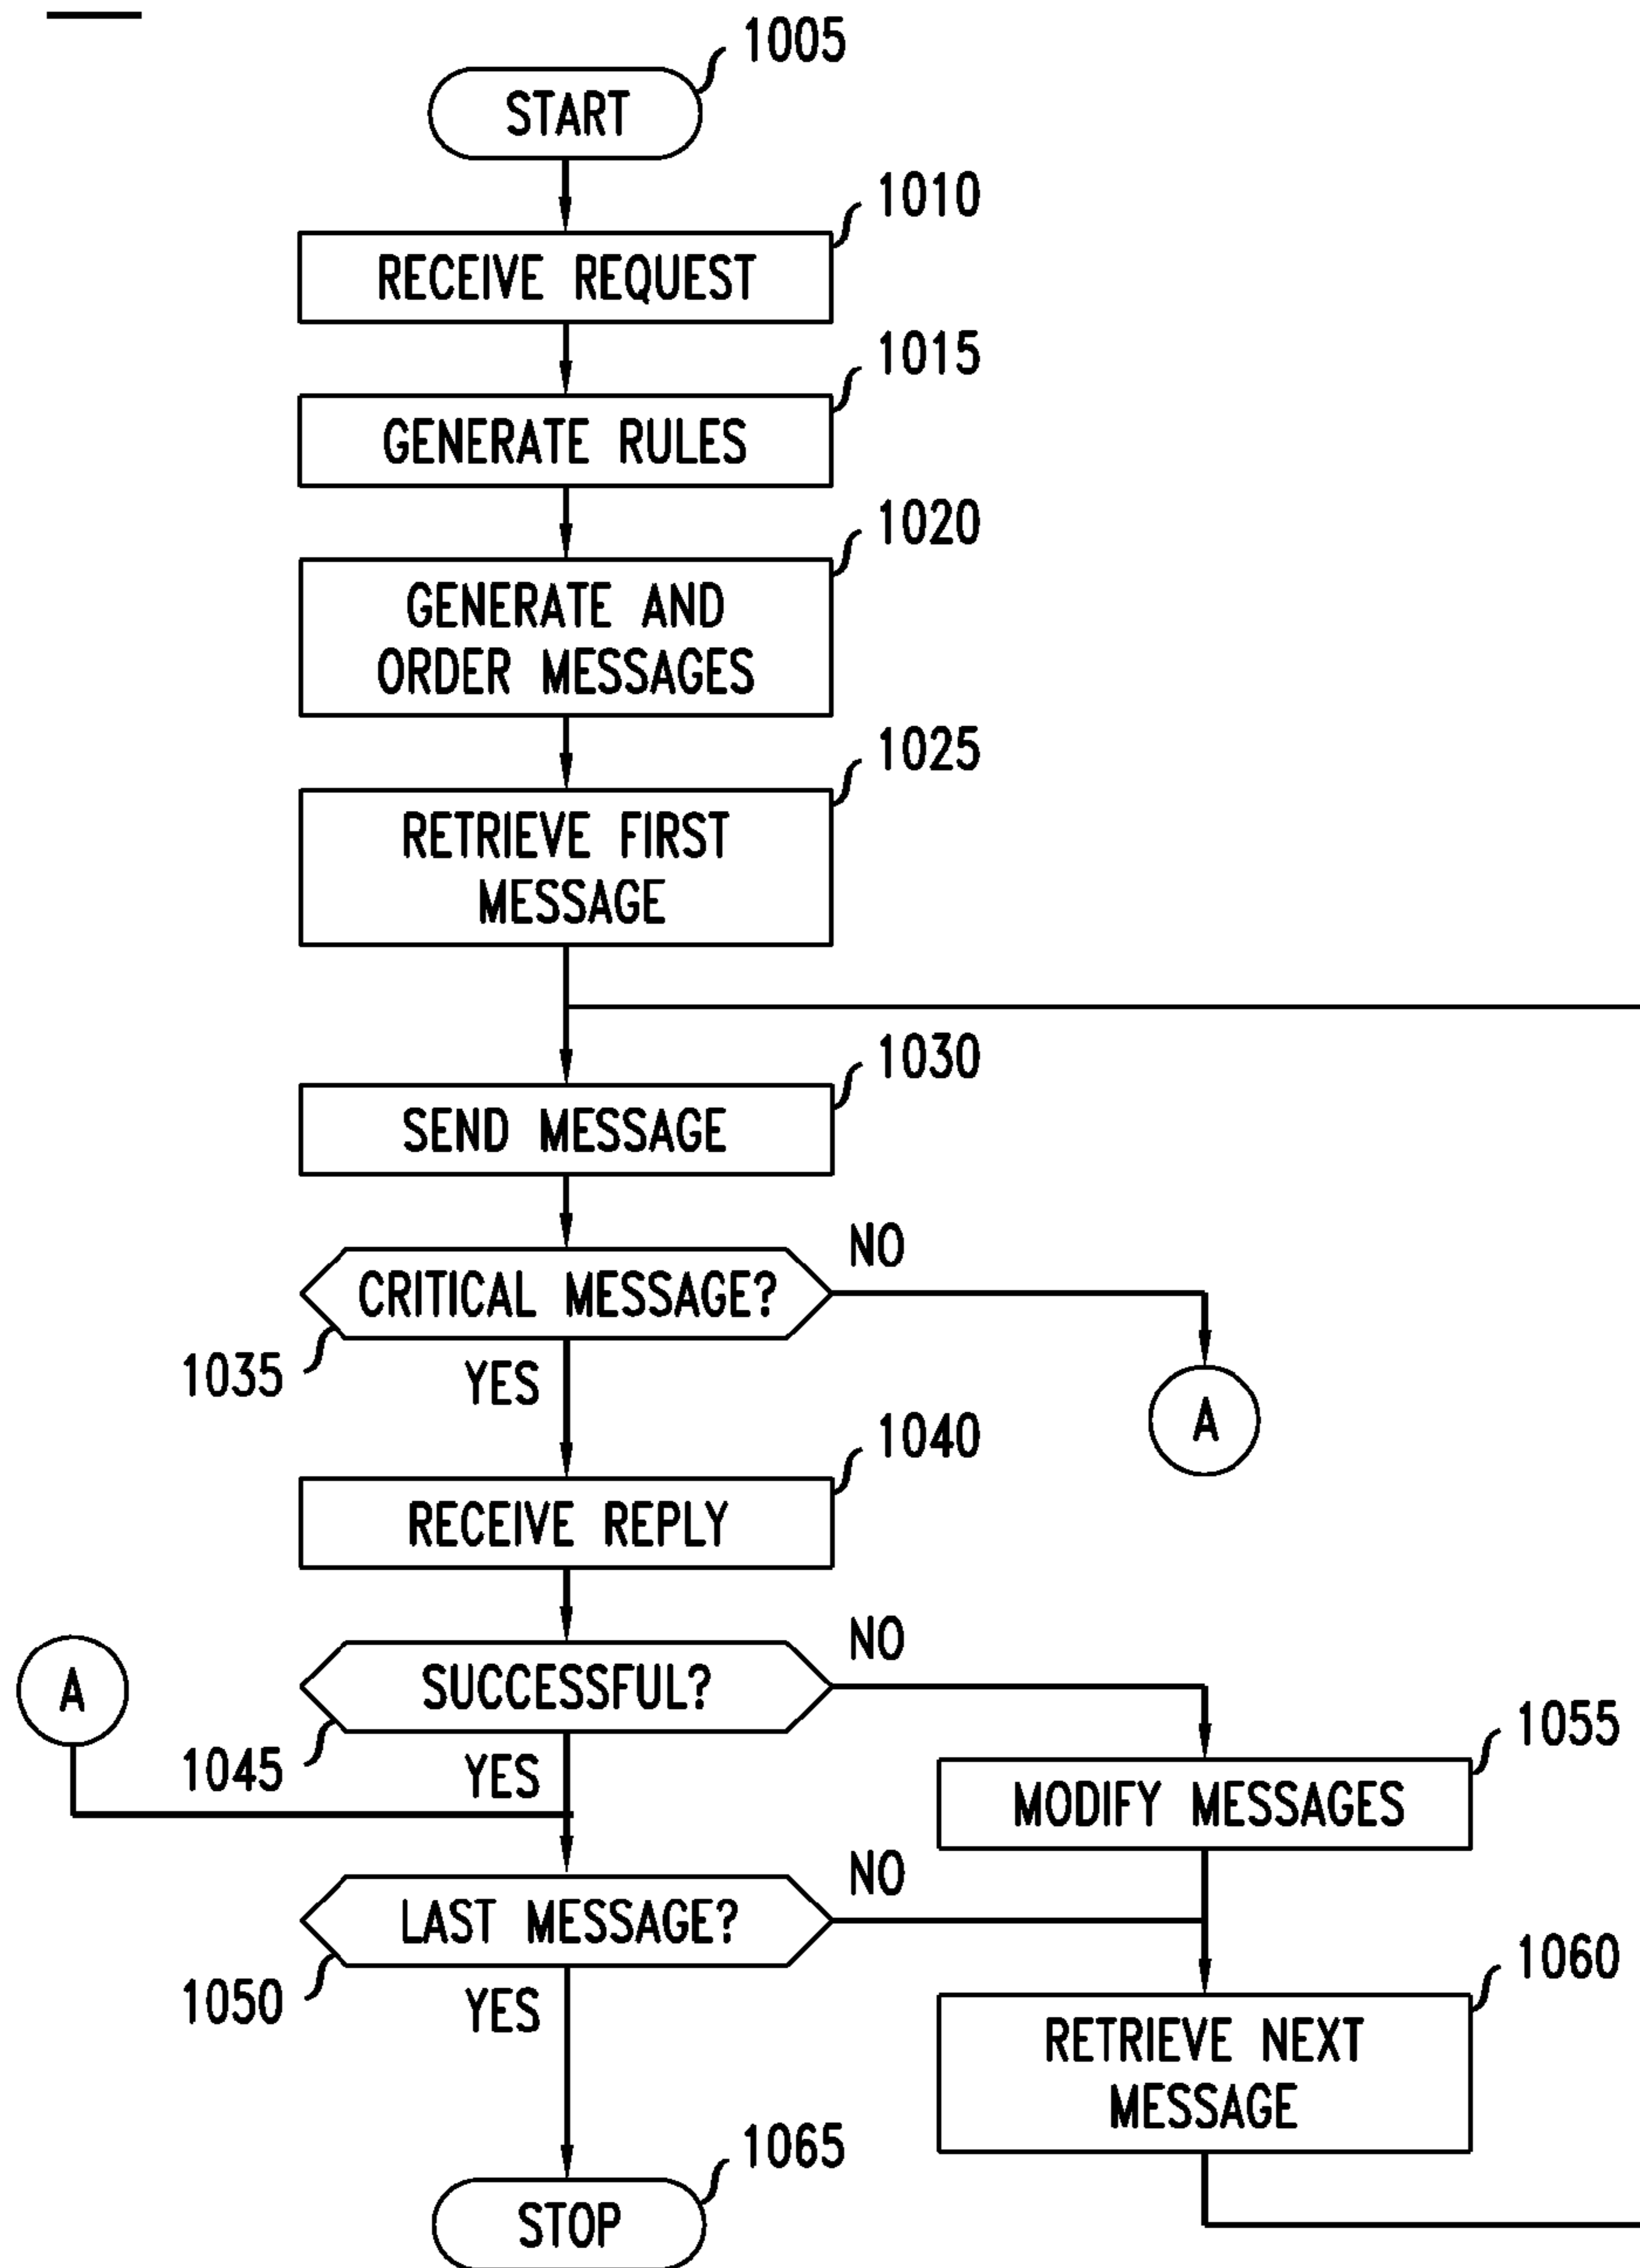 1005
START
1010
RECEIVE REQUEST
1015
GENERATE RULES
1020
GENERATE AND
ORDER MESSAGES
1025
RETRIEVE FIRST
MESSAGE
1030
SEND MESSAGE
NO
CRITICAL MESSAGE?
1035
YES
A
1040
RECEIVE REPLY
NO
SUCCESSFUL?
A
1045
YES
1055
MODIFY MESSAGES
NO
LAST MESSAGE?
1050
YES
1060
RETRIEVE NEXT
MESSAGE
1065
STOP